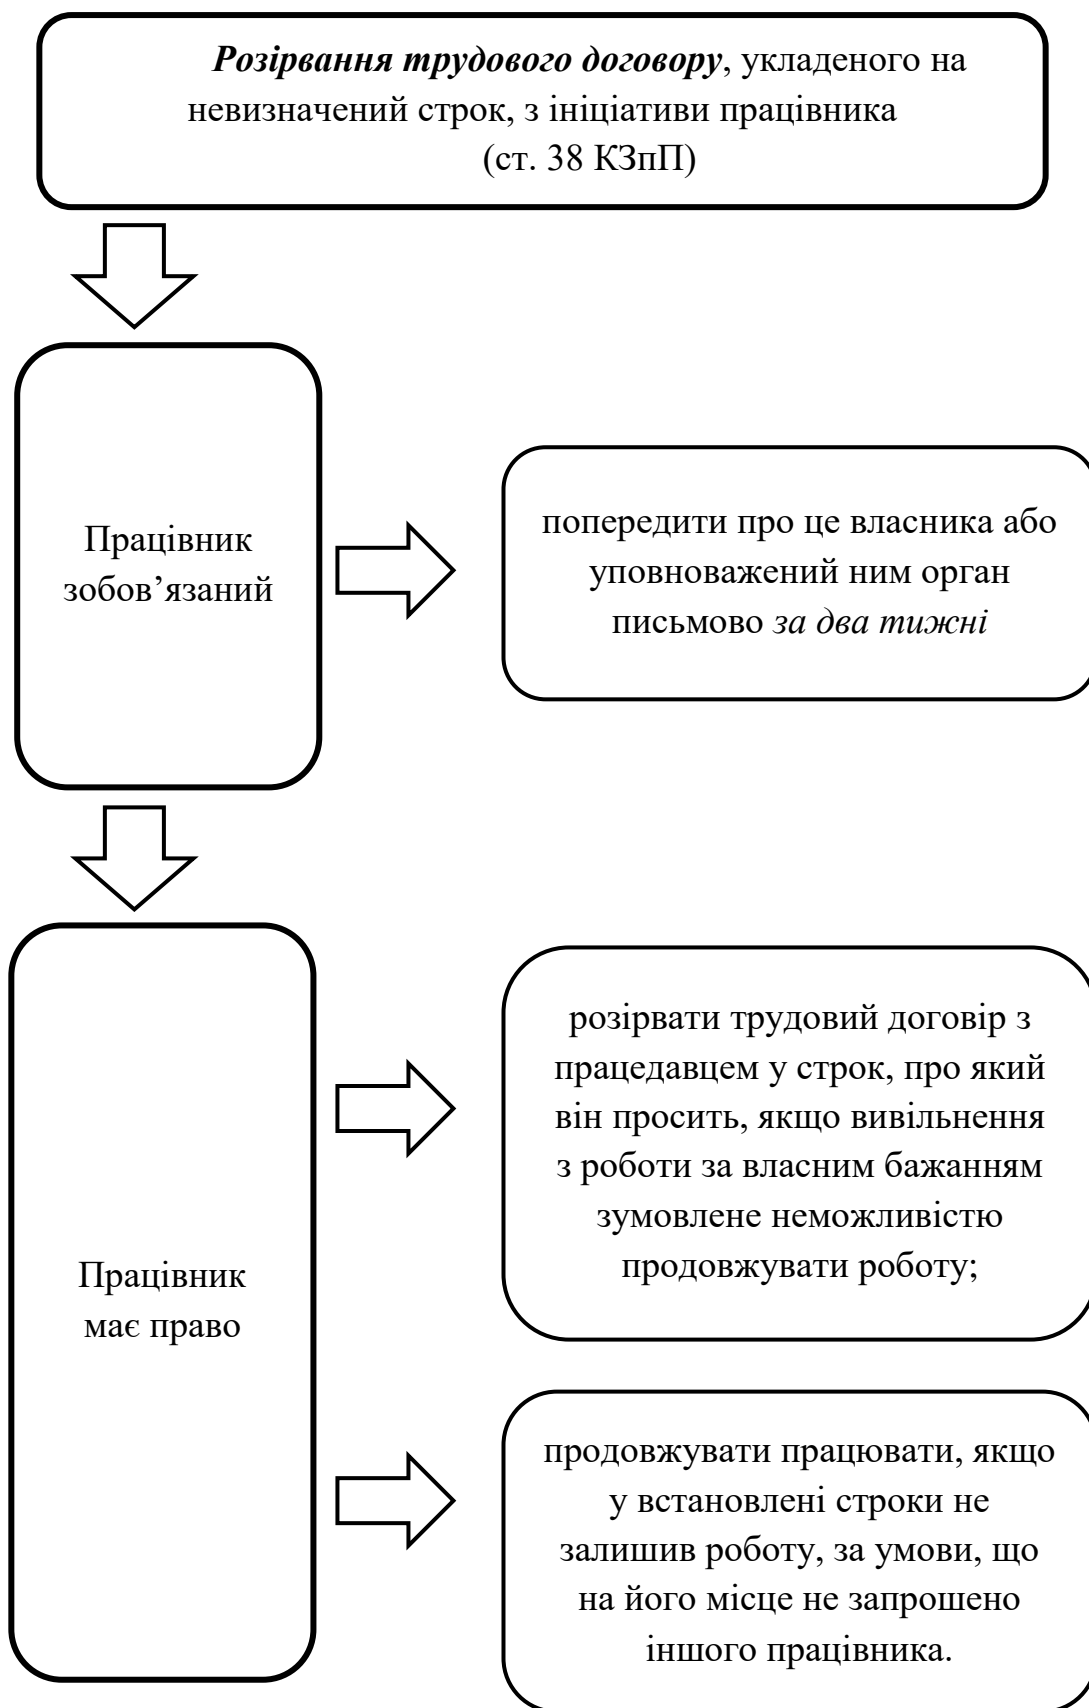 Розірвання трудового договору, укладеного на
невизначений строк, з ініціативи працівника
(ст. 38 КЗпП)
Працівник
зобов’язаний
попередити про це власника або
уповноважений ним орган
письмово за два тижні
Працівник
має право
розірвати трудовий договір з
працедавцем у строк, про який
він просить, якщо вивільнення
з роботи за власним бажанням
зумовлене неможливістю
продовжувати роботу;
продовжувати працювати, якщо
у встановлені строки не
залишив роботу, за умови, що
на його місце не запрошено
іншого працівника.